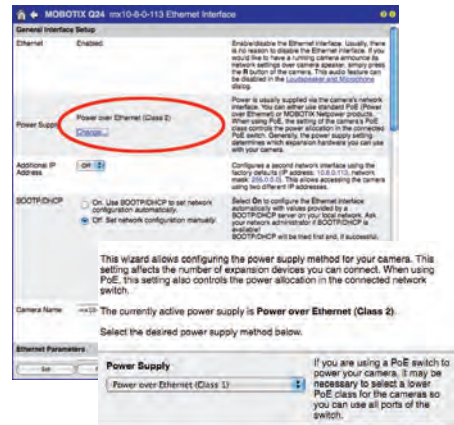 MOBOTIX Q24 mx10-8-0-113 Ethernet Interface
General Interface Setup
Ethernet
Enabled
Enable/disable the Ethernet interface. Usually, there
is no reason to disable the Ethernet interface. If you
would like to have a running camera announce its
network settings over camera speaker, simply press
the R button of the camera. This audio feature can
be disabled in the Loudspeaker and Microphone
dialog.
Power Supply
Power over Ethernet (Class 2)
Change...
Power is usually supplied via the camera's network
interface. You can either use standard PoE (Power
over Ethernet) or MOBOTIX Netpower products.
When using PoE, the setting of the camera's PoE
class controls the power allocation in the connected
PoE switch. Generally, the power supply setting
determines which expansion hardware you can use
with your camera.
Additional IP
Address
Off
Configures a second network interface using the
factory defaults (IP address: 10.8.0.113, network
mask: 255.0.0.0). This allows accessing the camera
using two different IP addresses.
BOOTP/DHCP
On. Use BOOTP/DHCP to set network
configuration automatically.
Off. Set network configuration manually.
Select On to configure the Ethernet interface
automatically with values provided by a
BOOTP/DHCP server on your local network. Ask
your network administrator if BOOTP/DHCP is
available!
BOOTP/DHCP will be tried first and, if successful,
This wizard allows configuring the power supply method for your camera. This
setting affects the number of expansion devices you can connect. When using
PoE, this setting also controls the power allocation in the connected network
switch.
Camera Name
mx10-
The currently active power supply is Power over Ethernet (Class 2).
Select the desired power supply method below.
Ethernet Parameters
Set
Power Supply
Power over Ethernet (Class 1)
If you are using a PoE switch to
power your camera, it may be
necessary to select a lower
PoE class for the cameras so
you can use all ports of the
switch.